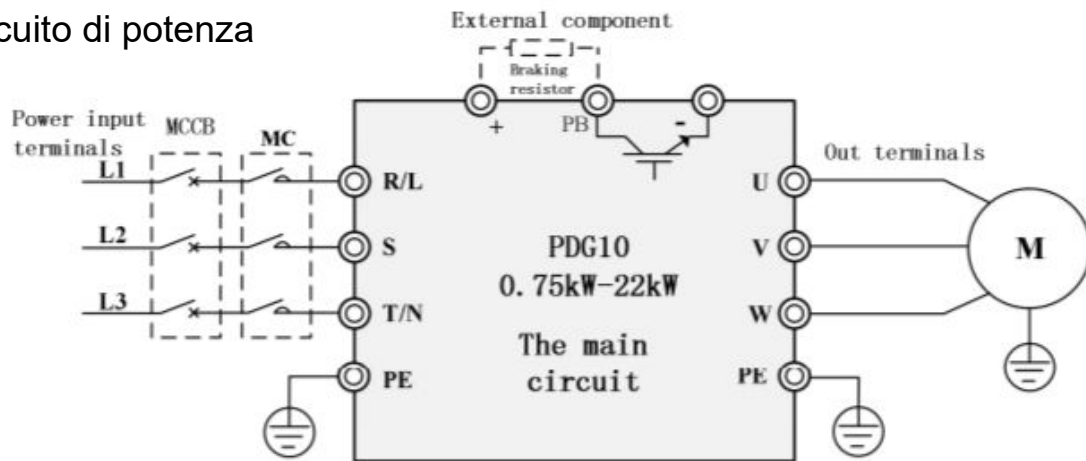 cuito di potenza
External component
Braking
resistor
+
PB
-
Power input
terminals
MCCB
MC
L1
R/L
L2
S
L3
T/N
PE
PDG10
0.75kW-22kW
The main
circuit
Out terminals
U
V
W
PE
M